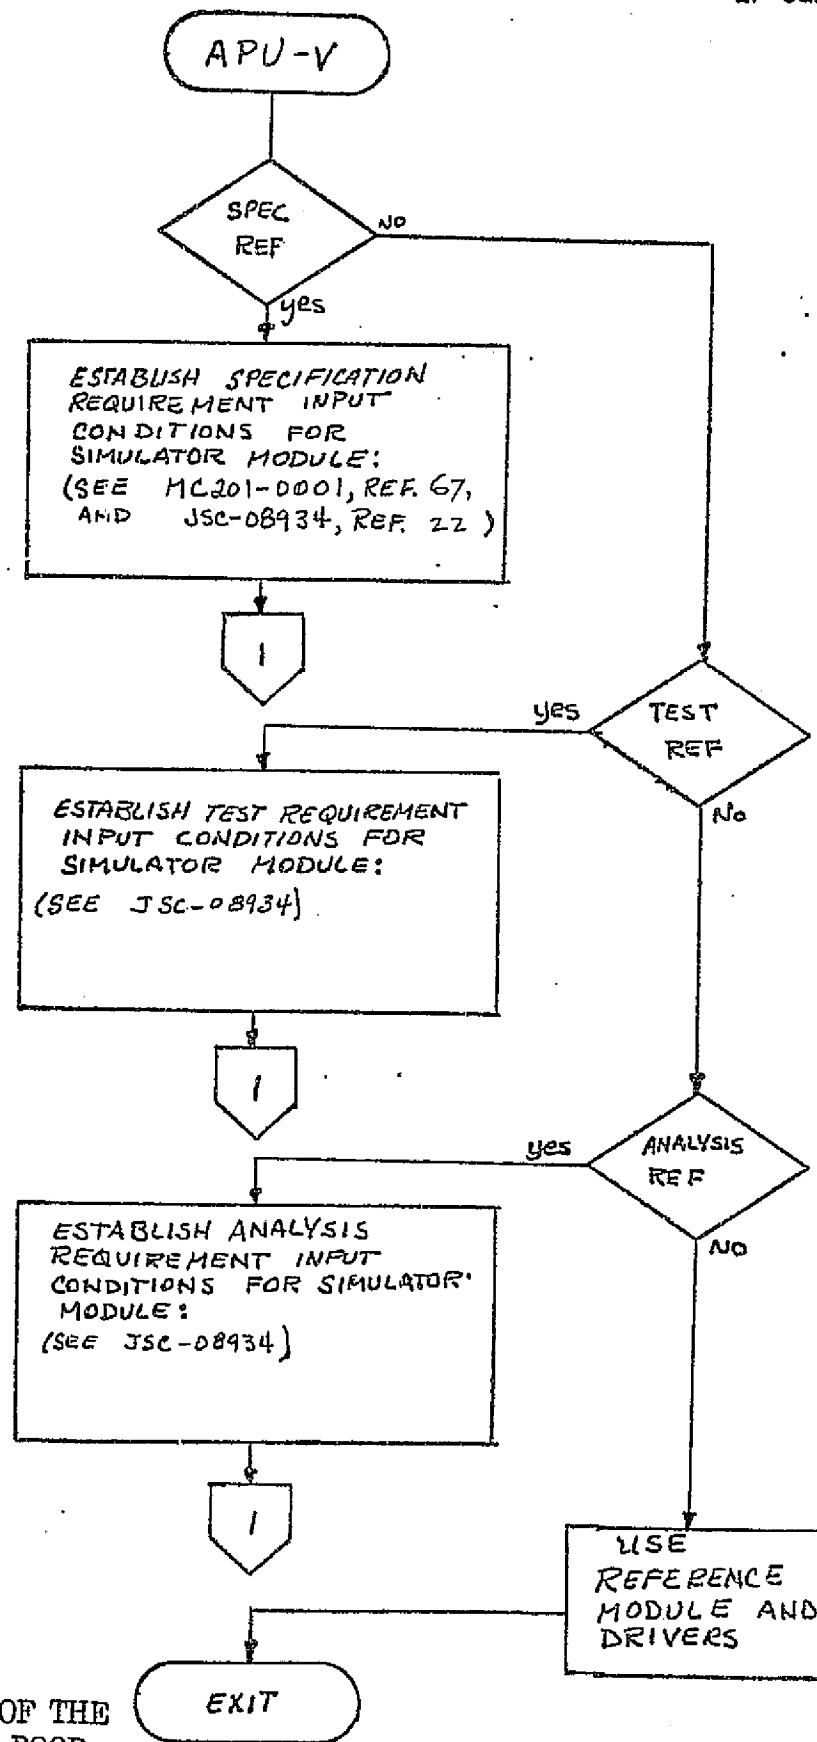 APU-V
SPEC
REF
NO
yes
ESTABLISH SPECIFICATION
REQUIREMENT INPUT
CONDITIONS FOR
SIMULATOR MODULE:
(SEE MC201-0001, REF. 67,
AND JSC-08934, REF. 22)
1
yes
TEST
REF
No
ESTABLISH TEST REQUIREMENT
INPUT CONDITIONS FOR
SIMULATOR MODULE:
(SEE JSC-08934)
1
yes
ANALYSIS
REF
NO
ESTABLISH ANALYSIS
REQUIREMENT INPUT
CONDITIONS FOR SIMULATOR
MODULE:
(SEE JSC-08934)
1
USE
REFERENCE
MODULE AND
DRIVERS
EXIT
OF THE